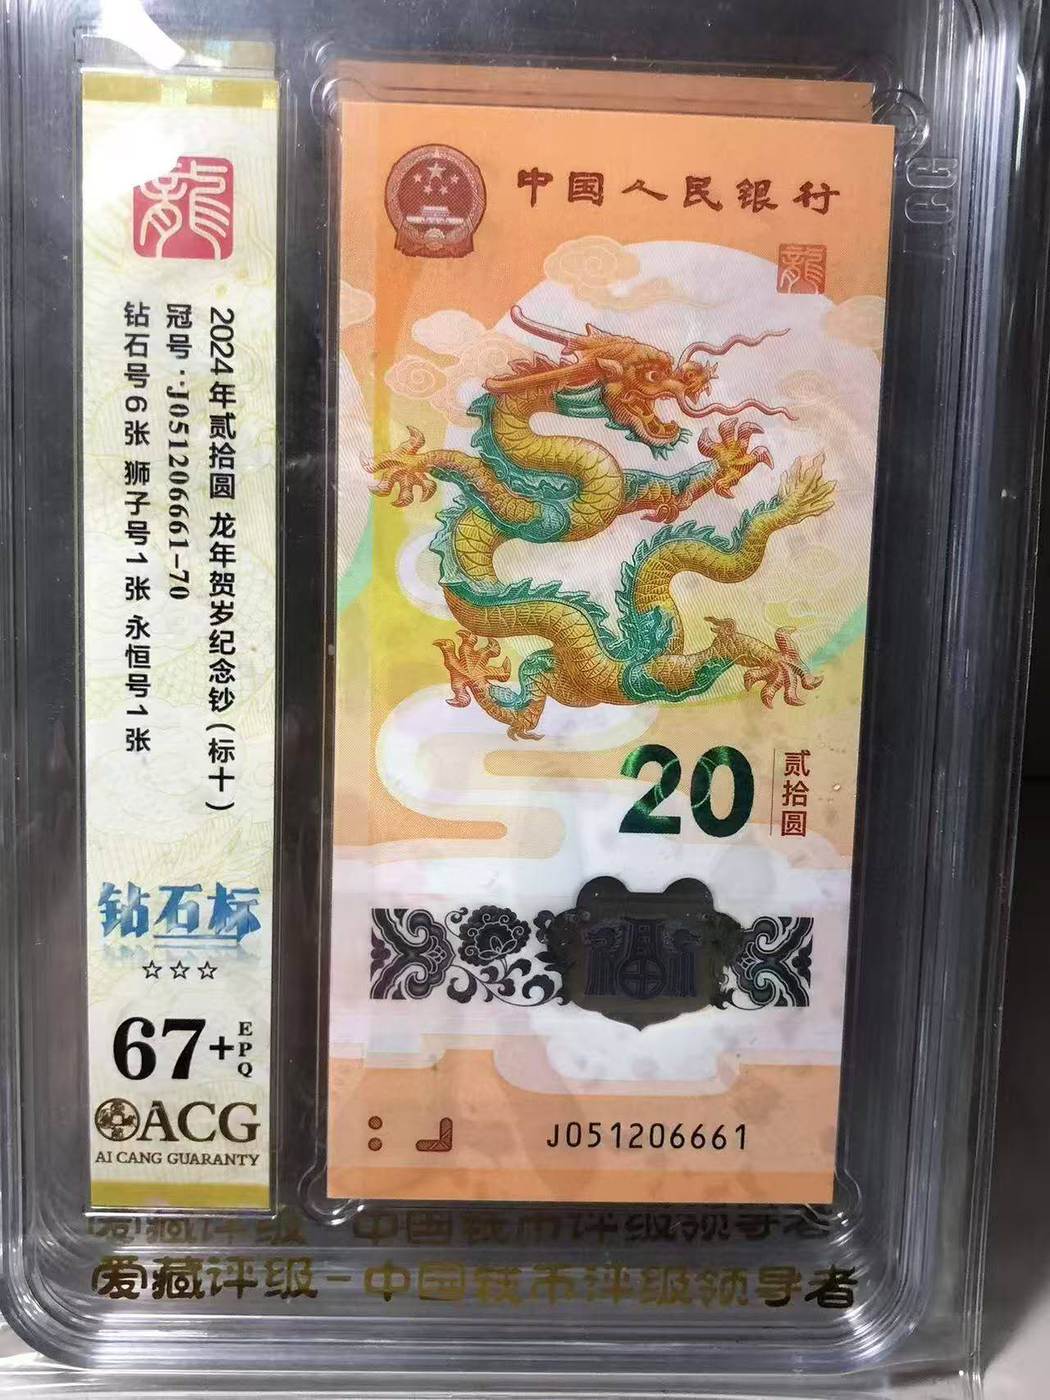 龍
2024年贰拾圆 龙年贺岁纪念钞(标十)
冠号:J051206661-70
钻石号6张 狮子号1张 永恒号1张
钻石标
☆☆☆
67+EPQ
ACG
AI CANG GUARANTY
中国人民银行
龍
20
贰拾圆
福
J051206661
爱藏评级-中国钱币评级领导者
爱藏评级-中国钱币评级领导者